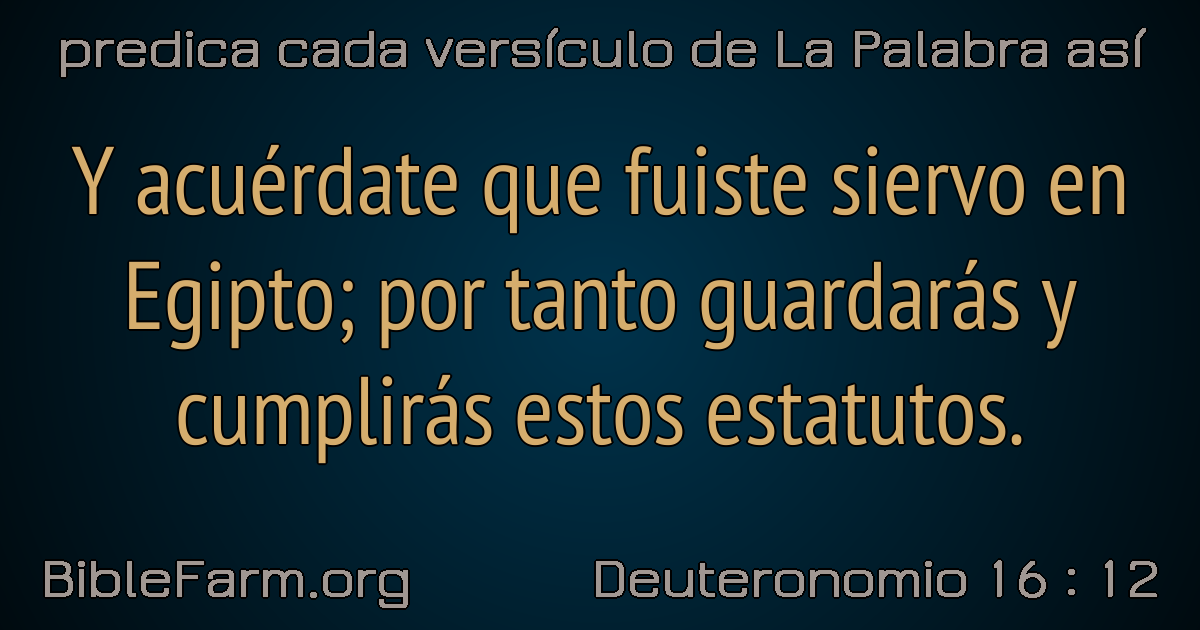 predica cada versículo de La Palabra así
Y acuérdate que fuiste siervo en
Egipto; por tanto guardarás y
cumplirás estos estatutos.
BibleFarm.org
Deuteronomio 16 : 12